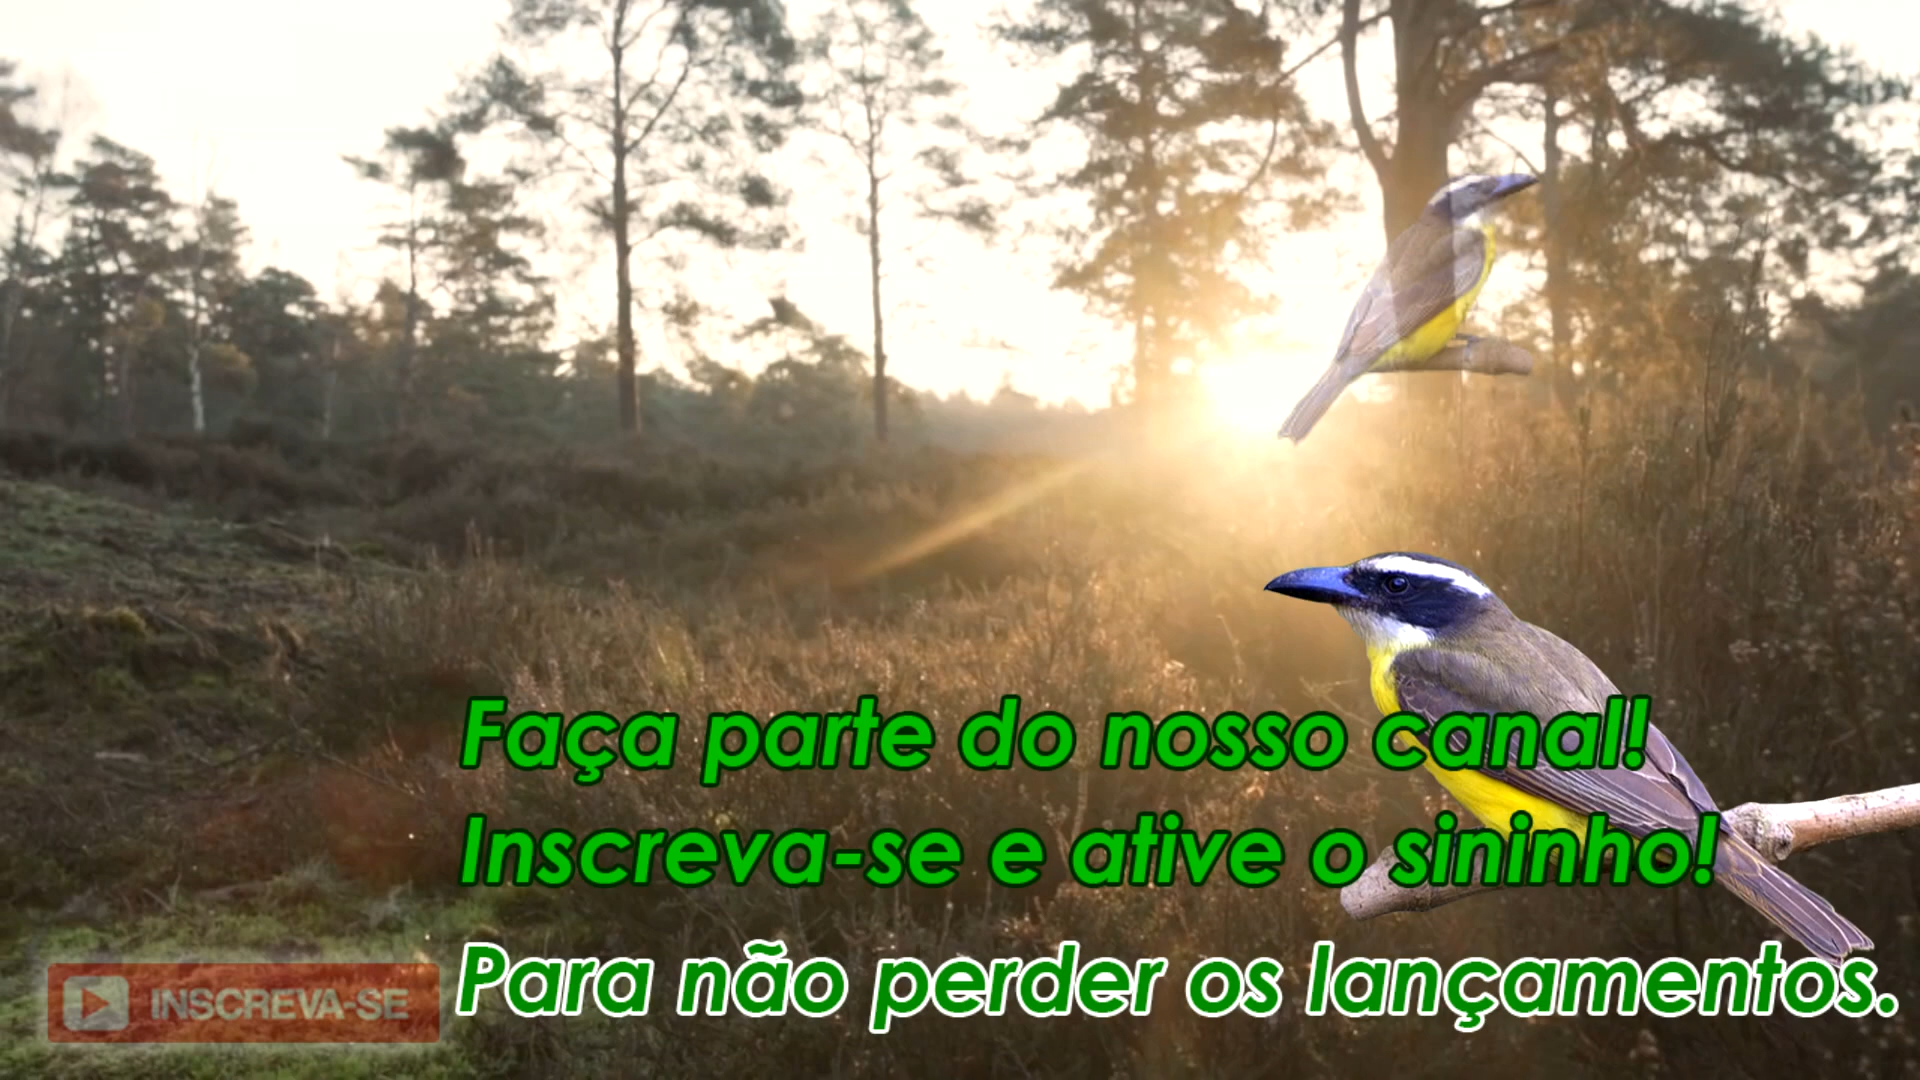 Faça parte do nosso canal!
Inscreva-se e ative o sininho!
Para não perder os lançamentos.
INSCREVA-SE